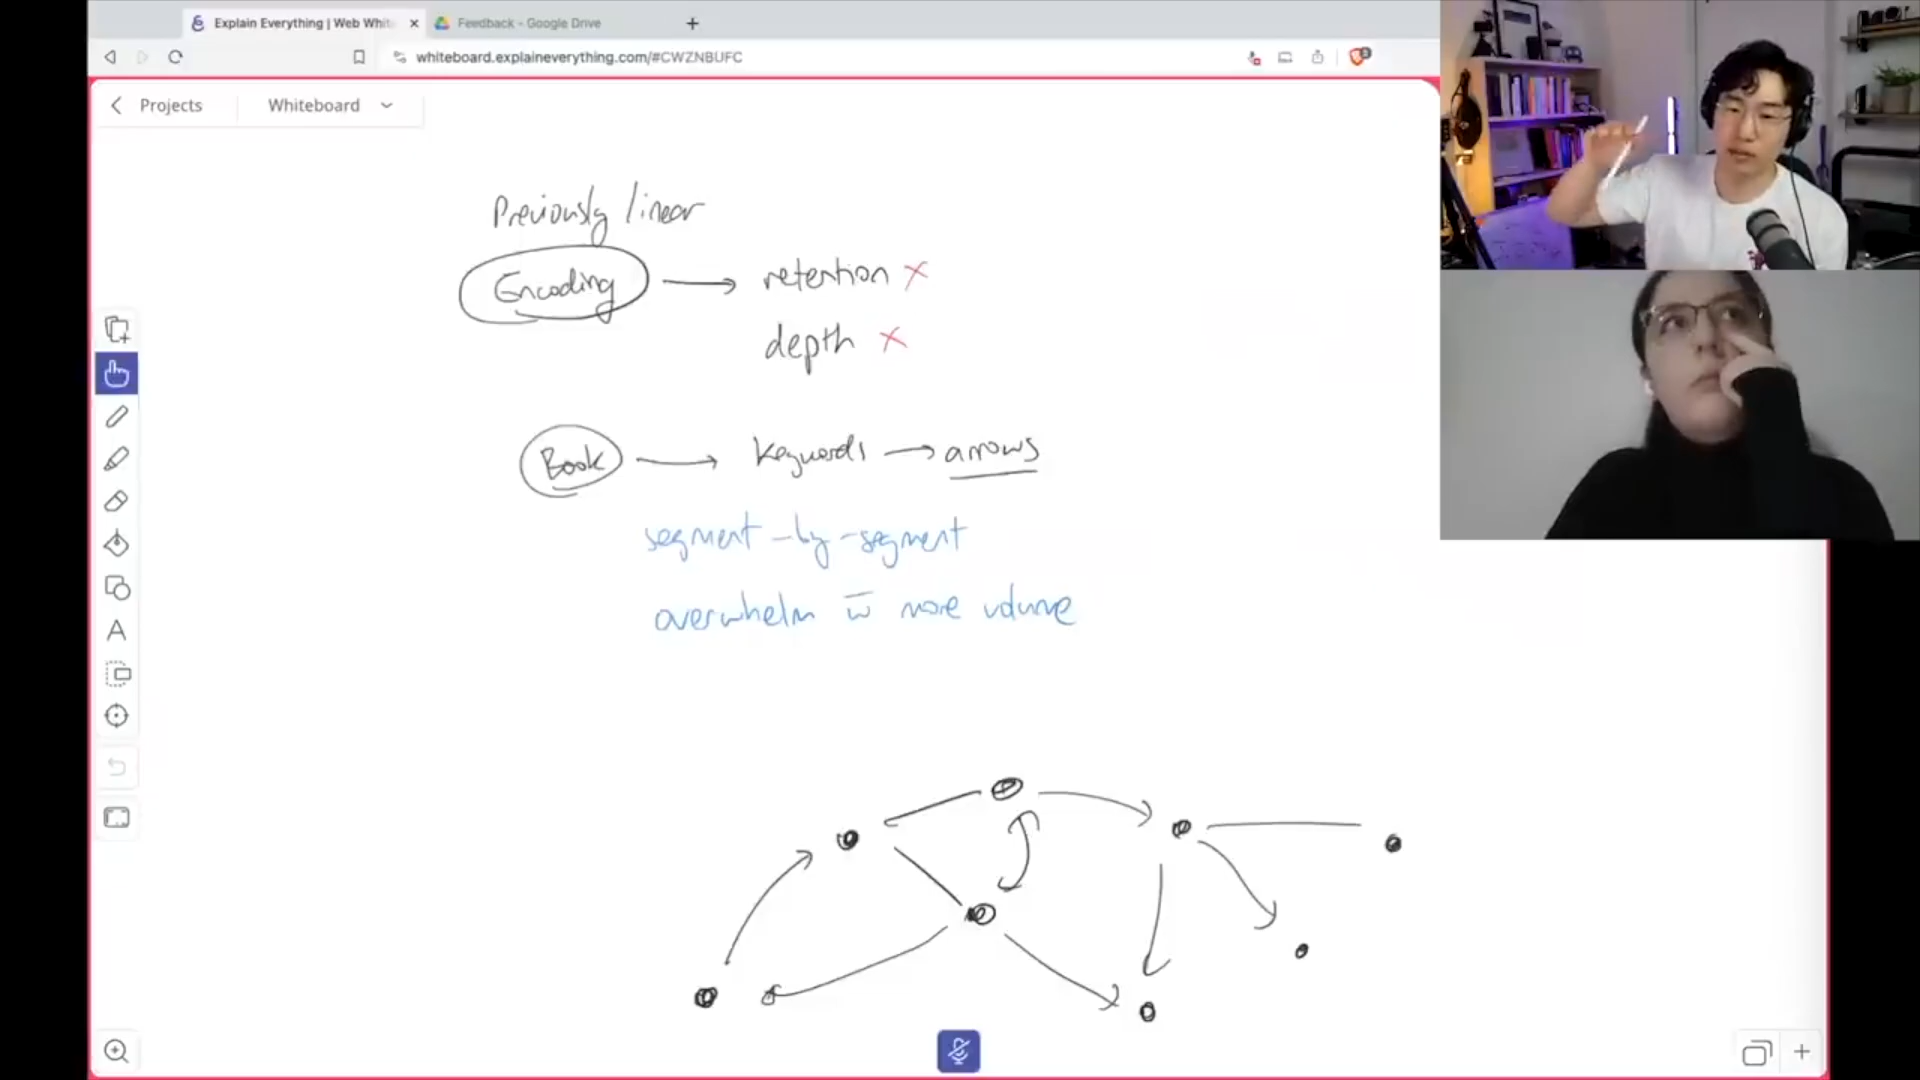 Explain Everything | Web White
Feedback - Google Drive
whiteboard.explaineverything.com/#CWZNBUFC
Projects
Whiteboard
Previously linear
Encoding → retention X
depth X
Book → keywords → arrows
segment-by-segment
overwhelm w̅ more volume